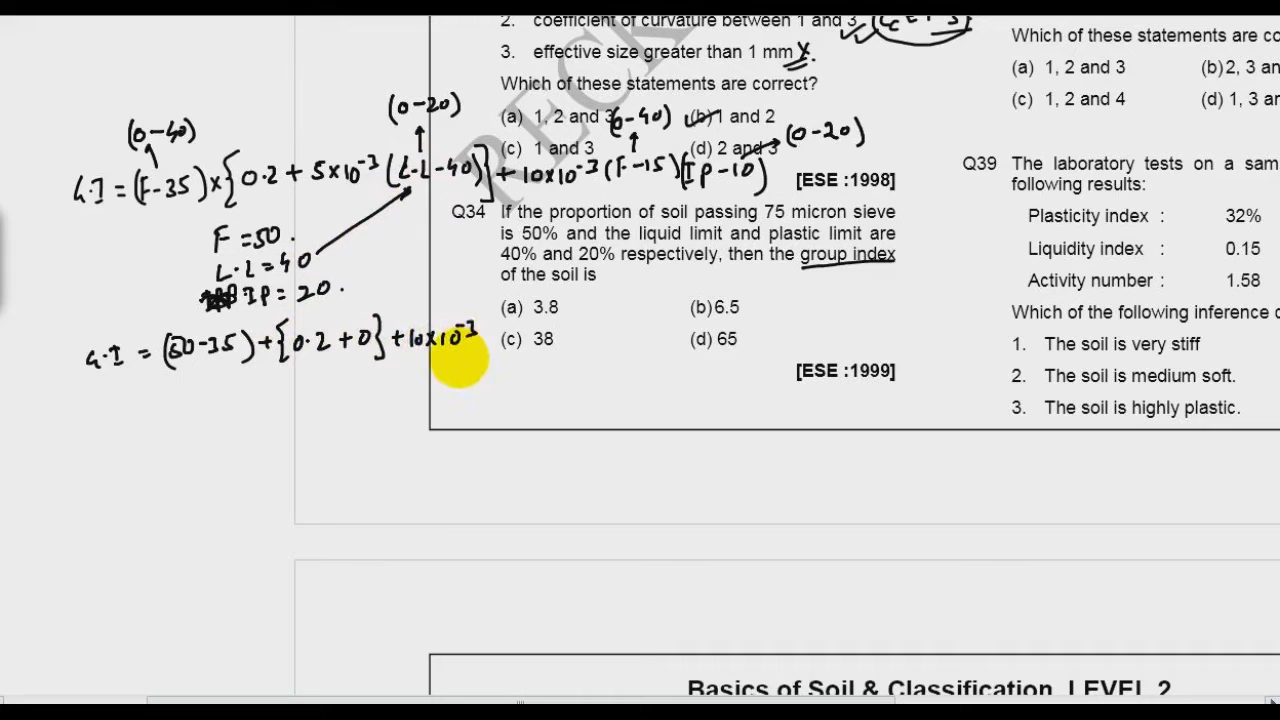 2. coefficient of curvature between 1 and 3
3. effective size greater than 1 mm x.
Which of these statements are correct?
(a) 1, 2 and 3 (b) 1 and 2
(c) 1 and 3 (d) 2 and 3
[ESE :1998]
(0-40)
(0-20)
(0-40)
(0-20)
G.I = (F-35) x {0.2 + 5x10⁻³ (L.L-40)] + 10x10⁻³ (F-15)(IP-10)
F = 50.
L.L = 40
IP = 20.
G.I = (50-35) + {0.2 + 0} + 10x10⁻³
Q34 If the proportion of soil passing 75 micron sieve
is 50% and the liquid limit and plastic limit are
40% and 20% respectively, then the group index
of the soil is
(a) 3.8 (b) 6.5
(c) 38 (d) 65
[ESE :1999]
Which of these statements are co
(a) 1, 2 and 3 (b) 2, 3 an
(c) 1, 2 and 4 (d) 1, 3 an
Q39 The laboratory tests on a sam
following results:
Plasticity index : 32%
Liquidity index : 0.15
Activity number : 1.58
Which of the following inference c
1. The soil is very stiff
2. The soil is medium soft.
3. The soil is highly plastic.
Basics of Soil & Classification LEVEL 2
RECK